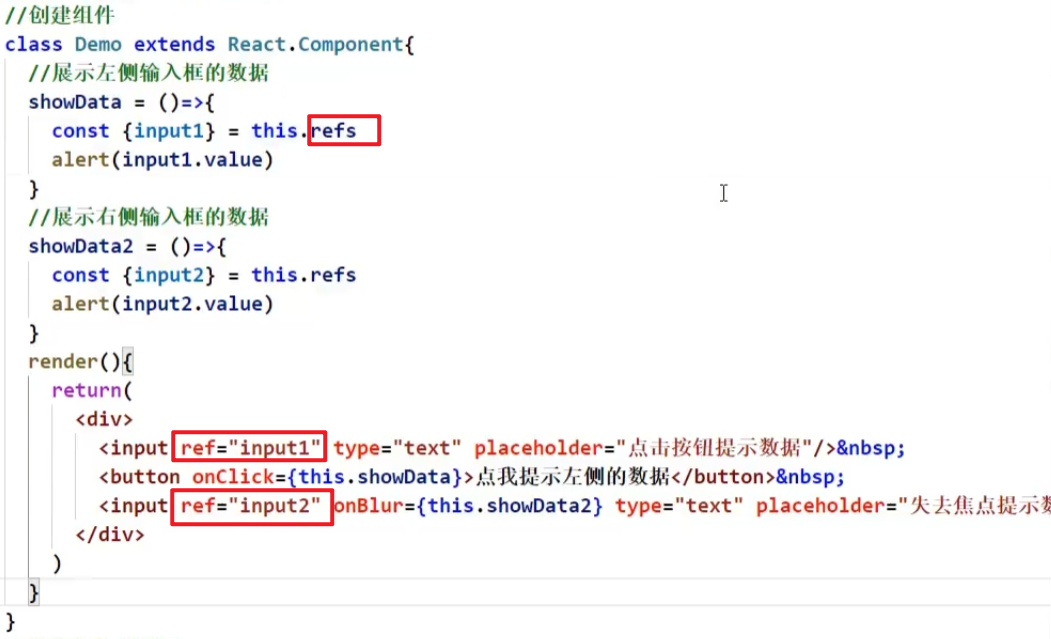 //创建组件
class Demo extends React.Component{
//展示左侧输入框的数据
showData = ()=>{
const {input1} = this.refs
alert(input1.value)
}
//展示右侧输入框的数据
showData2 = ()=>{
const {input2} = this.refs
alert(input2.value)
}
render(){
return(
<div>
<input ref="input1" type="text" placeholder="点击按钮提示数据"/>&nbsp;
<button onClick={this.showData}>点我提示左侧的数据</button>&nbsp;
<input ref="input2" onBlur={this.showData2} type="text" placeholder="失去焦点提示数
</div>
)
}
}